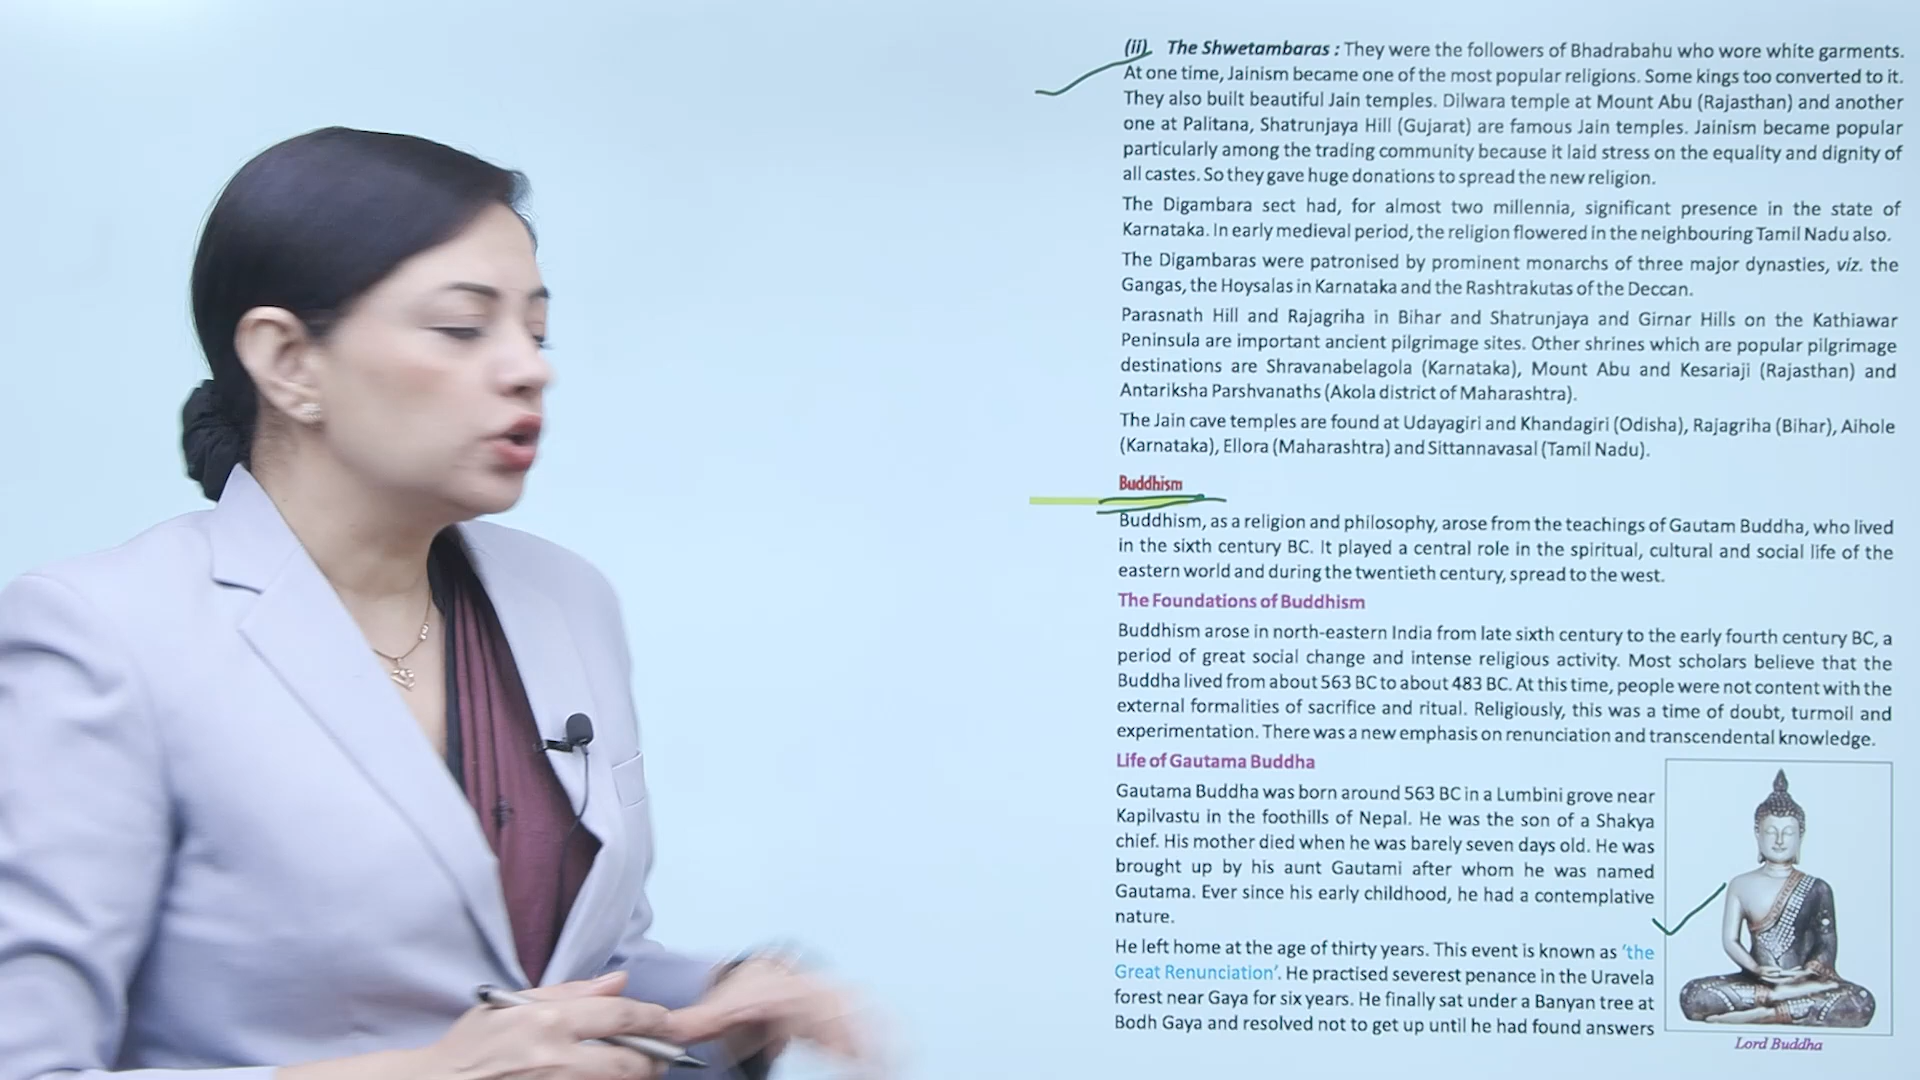 (ii) The Shwetambaras : They were the followers of Bhadrabahu who wore white garments.
At one time, Jainism became one of the most popular religions. Some kings too converted to it.
They also built beautiful Jain temples. Dilwara temple at Mount Abu (Rajasthan) and another
one at Palitana, Shatrunjaya Hill (Gujarat) are famous Jain temples. Jainism became popular
particularly among the trading community because it laid stress on the equality and dignity of
all castes. So they gave huge donations to spread the new religion.
The Digambara sect had, for almost two millennia, significant presence in the state of
Karnataka. In early medieval period, the religion flowered in the neighbouring Tamil Nadu also.
The Digambaras were patronised by prominent monarchs of three major dynasties, viz. the
Gangas, the Hoysalas in Karnataka and the Rashtrakutas of the Deccan.
Parasnath Hill and Rajagriha in Bihar and Shatrunjaya and Girnar Hills on the Kathiawar
Peninsula are important ancient pilgrimage sites. Other shrines which are popular pilgrimage
destinations are Shravanabelagola (Karnataka), Mount Abu and Kesariaji (Rajasthan) and
Antariksha Parshvanaths (Akola district of Maharashtra).
The Jain cave temples are found at Udayagiri and Khandagiri (Odisha), Rajagriha (Bihar), Aihole
(Karnataka), Ellora (Maharashtra) and Sittannavasal (Tamil Nadu).
Buddhism
Buddhism, as a religion and philosophy, arose from the teachings of Gautam Buddha, who lived
in the sixth century BC. It played a central role in the spiritual, cultural and social life of the
eastern world and during the twentieth century, spread to the west.
The Foundations of Buddhism
Buddhism arose in north-eastern India from late sixth century to the early fourth century BC, a
period of great social change and intense religious activity. Most scholars believe that the
Buddha lived from about 563 BC to about 483 BC. At this time, people were not content with the
external formalities of sacrifice and ritual. Religiously, this was a time of doubt, turmoil and
experimentation. There was a new emphasis on renunciation and transcendental knowledge.
Life of Gautama Buddha
Gautama Buddha was born around 563 BC in a Lumbini grove near
Kapilvastu in the foothills of Nepal. He was the son of a Shakya
chief. His mother died when he was barely seven days old. He was
brought up by his aunt Gautami after whom he was named
Gautama. Ever since his early childhood, he had a contemplative
nature.
He left home at the age of thirty years. This event is known as 'the
Great Renunciation'. He practised severest penance in the Uravela
forest near Gaya for six years. He finally sat under a Banyan tree at
Bodh Gaya and resolved not to get up until he had found answers
Lord Buddha